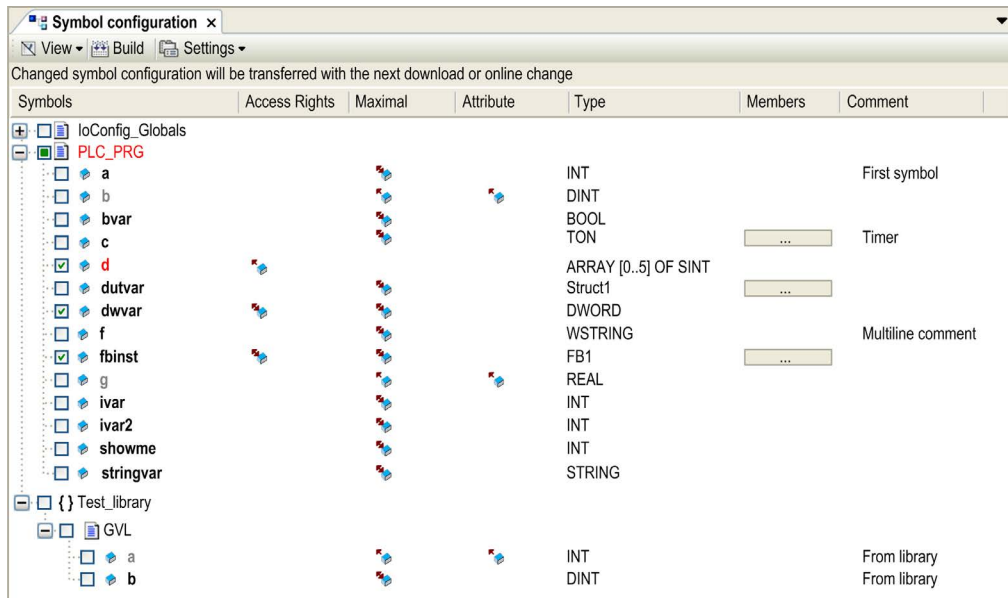 Symbol configuration ×
View Build Settings
Changed symbol configuration will be transferred with the next download or online change
Symbols Access Rights Maximal Attribute Type Members Comment
IoConfig_Globals
PLC_PRG
a INT First symbol
b DINT
bvar BOOL
c TON ... Timer
d ARRAY [0..5] OF SINT
dutvar Struct1 ...
dwvar DWORD
f WSTRING Multiline comment
fbinst FB1 ...
g REAL
ivar INT
ivar2 INT
showme INT
stringvar STRING
{ } Test_library
GVL
a INT From library
b DINT From library